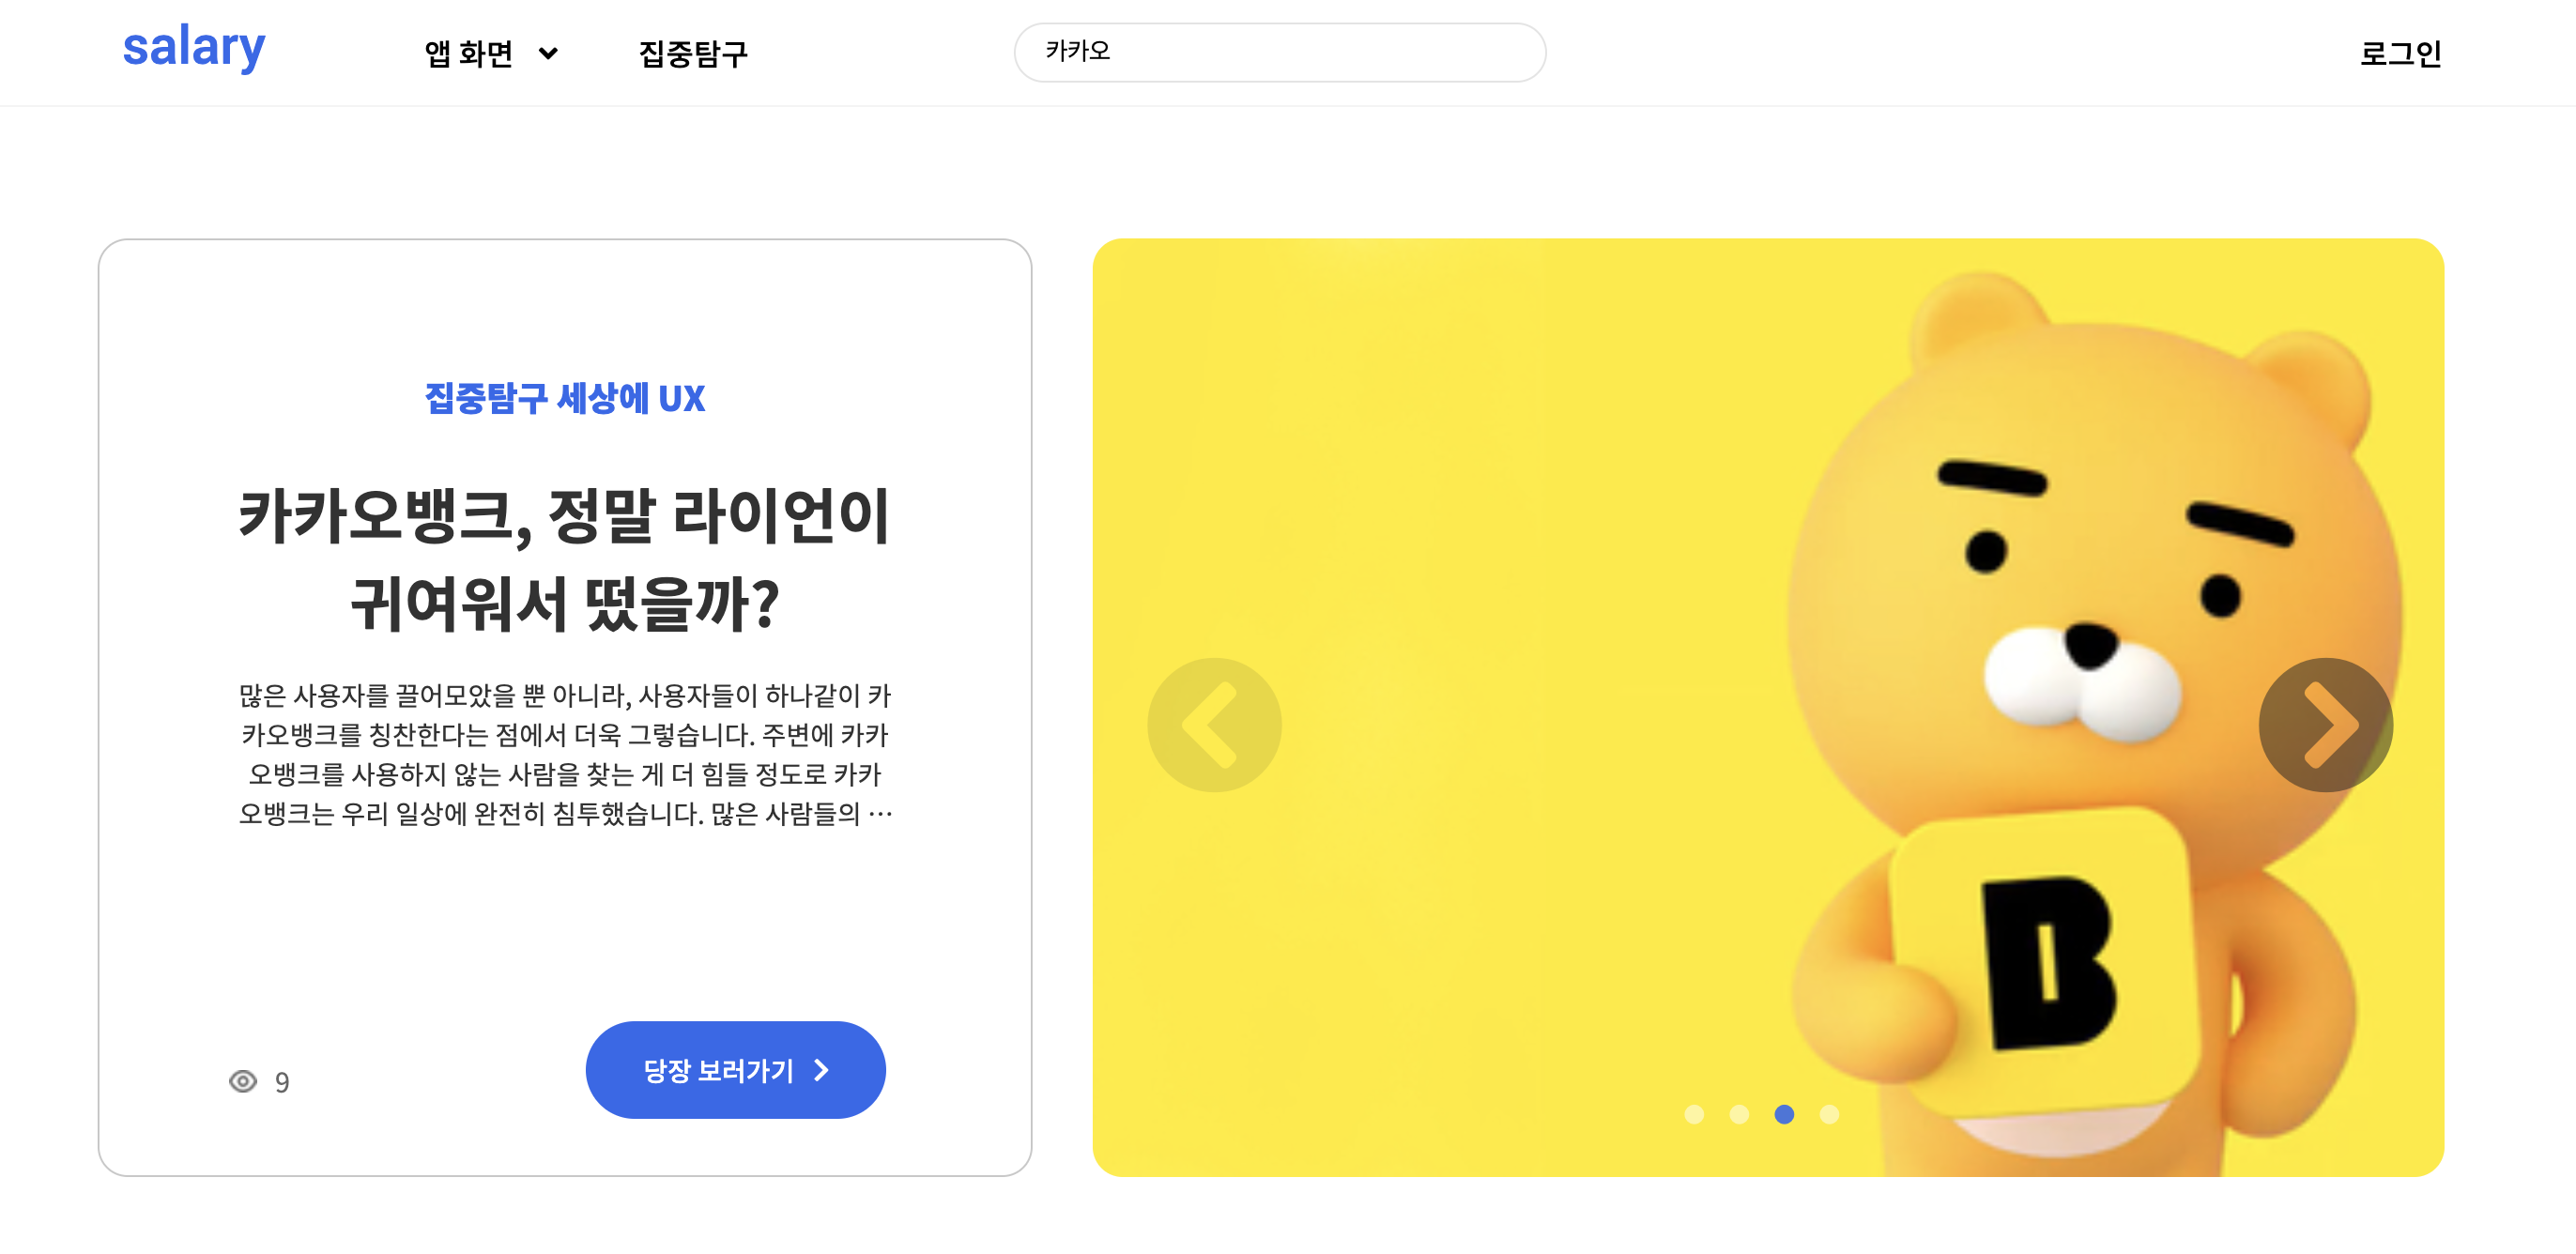 salary
앱 화면
집중탐구
카카오
로그인
집중탐구 세상에 UX
카카오뱅크, 정말 라이언이
귀여워서 떴을까?
많은 사용자를 끌어모았을 뿐 아니라, 사용자들이 하나같이 카
카오뱅크를 칭찬한다는 점에서 더욱 그렇습니다. 주변에 카카
오뱅크를 사용하지 않는 사람을 찾는 게 더 힘들 정도로 카카
오뱅크는 우리 일상에 완전히 침투했습니다. 많은 사람들의 …
9
당장 보러가기
B